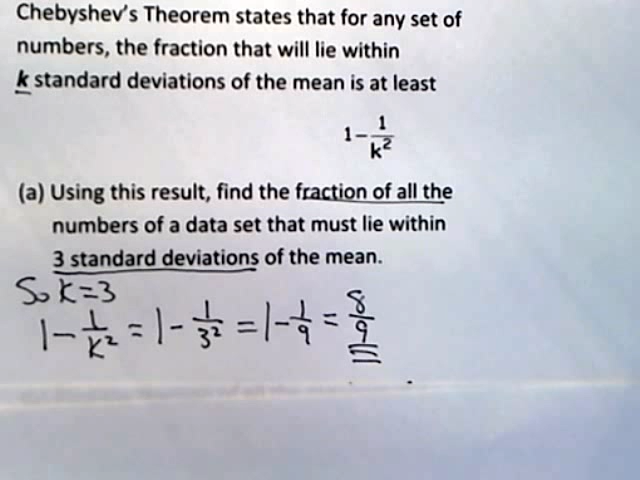 Chebyshev's Theorem states that for any set of
numbers, the fraction that will lie within
k standard deviations of the mean is at least
1 - 1/k²
(a) Using this result, find the fraction of all the
numbers of a data set that must lie within
3 standard deviations of the mean.
So k=3
1 - 1/k² = 1 - 1/3² = 1 - 1/9 = 8/9